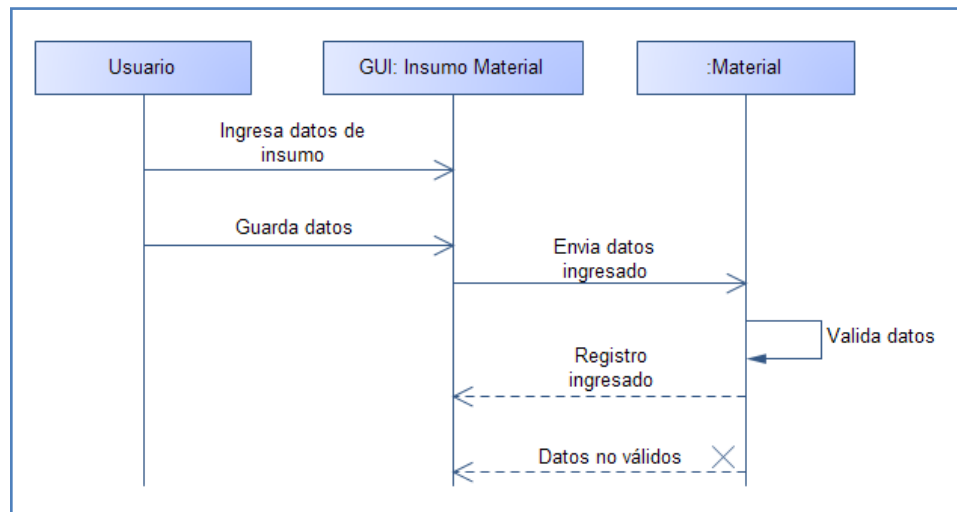 Usuario
GUI: Insumo Material
:Material
Ingresa datos de
insumo
Guarda datos
Envia datos
ingresado
Valida datos
Registro
ingresado
Datos no válidos